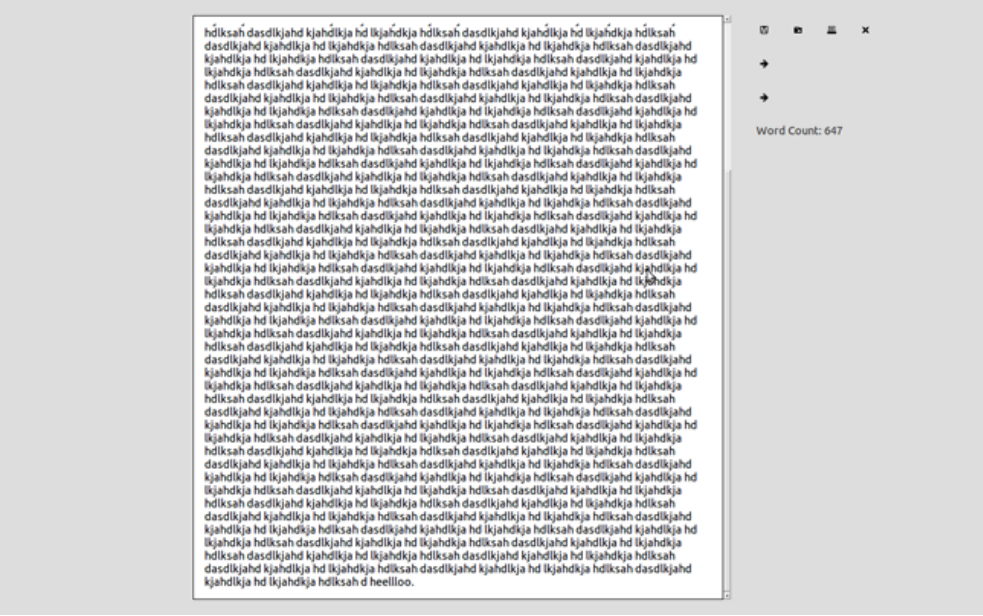 hdlksah dasdlkjahd kjahdlkja hd lkjahdkja hdlksah dasdlkjahd kjahdlkja hd lkjahdkja hdlksah
dasdlkjahd kjahdlkja hd lkjahdkja hdlksah dasdlkjahd kjahdlkja hd lkjahdkja hdlksah dasdlkjahd
kjahdlkja hd lkjahdkja hdlksah dasdlkjahd kjahdlkja hd lkjahdkja hdlksah dasdlkjahd kjahdlkja hd
lkjahdkja hdlksah dasdlkjahd kjahdlkja hd lkjahdkja hdlksah dasdlkjahd kjahdlkja hd lkjahdkja
hdlksah dasdlkjahd kjahdlkja hd lkjahdkja hdlksah dasdlkjahd kjahdlkja hd lkjahdkja hdlksah
dasdlkjahd kjahdlkja hd lkjahdkja hdlksah dasdlkjahd kjahdlkja hd lkjahdkja hdlksah dasdlkjahd
kjahdlkja hd lkjahdkja hdlksah dasdlkjahd kjahdlkja hd lkjahdkja hdlksah dasdlkjahd kjahdlkja hd
lkjahdkja hdlksah dasdlkjahd kjahdlkja hd lkjahdkja hdlksah dasdlkjahd kjahdlkja hd lkjahdkja
hdlksah dasdlkjahd kjahdlkja hd lkjahdkja hdlksah dasdlkjahd kjahdlkja hd lkjahdkja hdlksah
dasdlkjahd kjahdlkja hd lkjahdkja hdlksah dasdlkjahd kjahdlkja hd lkjahdkja hdlksah dasdlkjahd
kjahdlkja hd lkjahdkja hdlksah dasdlkjahd kjahdlkja hd lkjahdkja hdlksah dasdlkjahd kjahdlkja hd
lkjahdkja hdlksah dasdlkjahd kjahdlkja hd lkjahdkja hdlksah dasdlkjahd kjahdlkja hd lkjahdkja
hdlksah dasdlkjahd kjahdlkja hd lkjahdkja hdlksah dasdlkjahd kjahdlkja hd lkjahdkja hdlksah
dasdlkjahd kjahdlkja hd lkjahdkja hdlksah dasdlkjahd kjahdlkja hd lkjahdkja hdlksah dasdlkjahd
kjahdlkja hd lkjahdkja hdlksah dasdlkjahd kjahdlkja hd lkjahdkja hdlksah dasdlkjahd kjahdlkja hd
lkjahdkja hdlksah dasdlkjahd kjahdlkja hd lkjahdkja hdlksah dasdlkjahd kjahdlkja hd lkjahdkja
hdlksah dasdlkjahd kjahdlkja hd lkjahdkja hdlksah dasdlkjahd kjahdlkja hd lkjahdkja hdlksah
dasdlkjahd kjahdlkja hd lkjahdkja hdlksah dasdlkjahd kjahdlkja hd lkjahdkja hdlksah dasdlkjahd
kjahdlkja hd lkjahdkja hdlksah dasdlkjahd kjahdlkja hd lkjahdkja hdlksah dasdlkjahd kjahdlkja hd
lkjahdkja hdlksah dasdlkjahd kjahdlkja hd lkjahdkja hdlksah dasdlkjahd kjahdlkja hd lkjahdkja
hdlksah dasdlkjahd kjahdlkja hd lkjahdkja hdlksah dasdlkjahd kjahdlkja hd lkjahdkja hdlksah
dasdlkjahd kjahdlkja hd lkjahdkja hdlksah dasdlkjahd kjahdlkja hd lkjahdkja hdlksah dasdlkjahd
kjahdlkja hd lkjahdkja hdlksah dasdlkjahd kjahdlkja hd lkjahdkja hdlksah dasdlkjahd kjahdlkja hd
lkjahdkja hdlksah dasdlkjahd kjahdlkja hd lkjahdkja hdlksah dasdlkjahd kjahdlkja hd lkjahdkja
hdlksah dasdlkjahd kjahdlkja hd lkjahdkja hdlksah dasdlkjahd kjahdlkja hd lkjahdkja hdlksah
dasdlkjahd kjahdlkja hd lkjahdkja hdlksah dasdlkjahd kjahdlkja hd lkjahdkja hdlksah dasdlkjahd
kjahdlkja hd lkjahdkja hdlksah dasdlkjahd kjahdlkja hd lkjahdkja hdlksah dasdlkjahd kjahdlkja hd
lkjahdkja hdlksah dasdlkjahd kjahdlkja hd lkjahdkja hdlksah dasdlkjahd kjahdlkja hd lkjahdkja
hdlksah dasdlkjahd kjahdlkja hd lkjahdkja hdlksah dasdlkjahd kjahdlkja hd lkjahdkja hdlksah
dasdlkjahd kjahdlkja hd lkjahdkja hdlksah dasdlkjahd kjahdlkja hd lkjahdkja hdlksah dasdlkjahd
kjahdlkja hd lkjahdkja hdlksah dasdlkjahd kjahdlkja hd lkjahdkja hdlksah dasdlkjahd kjahdlkja hd
lkjahdkja hdlksah dasdlkjahd kjahdlkja hd lkjahdkja hdlksah dasdlkjahd kjahdlkja hd lkjahdkja
hdlksah dasdlkjahd kjahdlkja hd lkjahdkja hdlksah dasdlkjahd kjahdlkja hd lkjahdkja hdlksah
dasdlkjahd kjahdlkja hd lkjahdkja hdlksah dasdlkjahd kjahdlkja hd lkjahdkja hdlksah dasdlkjahd
kjahdlkja hd lkjahdkja hdlksah dasdlkjahd kjahdlkja hd lkjahdkja hdlksah dasdlkjahd kjahdlkja hd
lkjahdkja hdlksah dasdlkjahd kjahdlkja hd lkjahdkja hdlksah dasdlkjahd kjahdlkja hd lkjahdkja
hdlksah dasdlkjahd kjahdlkja hd lkjahdkja hdlksah dasdlkjahd kjahdlkja hd lkjahdkja hdlksah
dasdlkjahd kjahdlkja hd lkjahdkja hdlksah dasdlkjahd kjahdlkja hd lkjahdkja hdlksah dasdlkjahd
kjahdlkja hd lkjahdkja hdlksah dasdlkjahd kjahdlkja hd lkjahdkja hdlksah dasdlkjahd kjahdlkja hd
lkjahdkja hdlksah dasdlkjahd kjahdlkja hd lkjahdkja hdlksah dasdlkjahd kjahdlkja hd lkjahdkja
hdlksah dasdlkjahd kjahdlkja hd lkjahdkja hdlksah dasdlkjahd kjahdlkja hd lkjahdkja hdlksah
dasdlkjahd kjahdlkja hd lkjahdkja hdlksah dasdlkjahd kjahdlkja hd lkjahdkja hdlksah dasdlkjahd
kjahdlkja hd lkjahdkja hdlksah d heellloo.
Word Count: 647